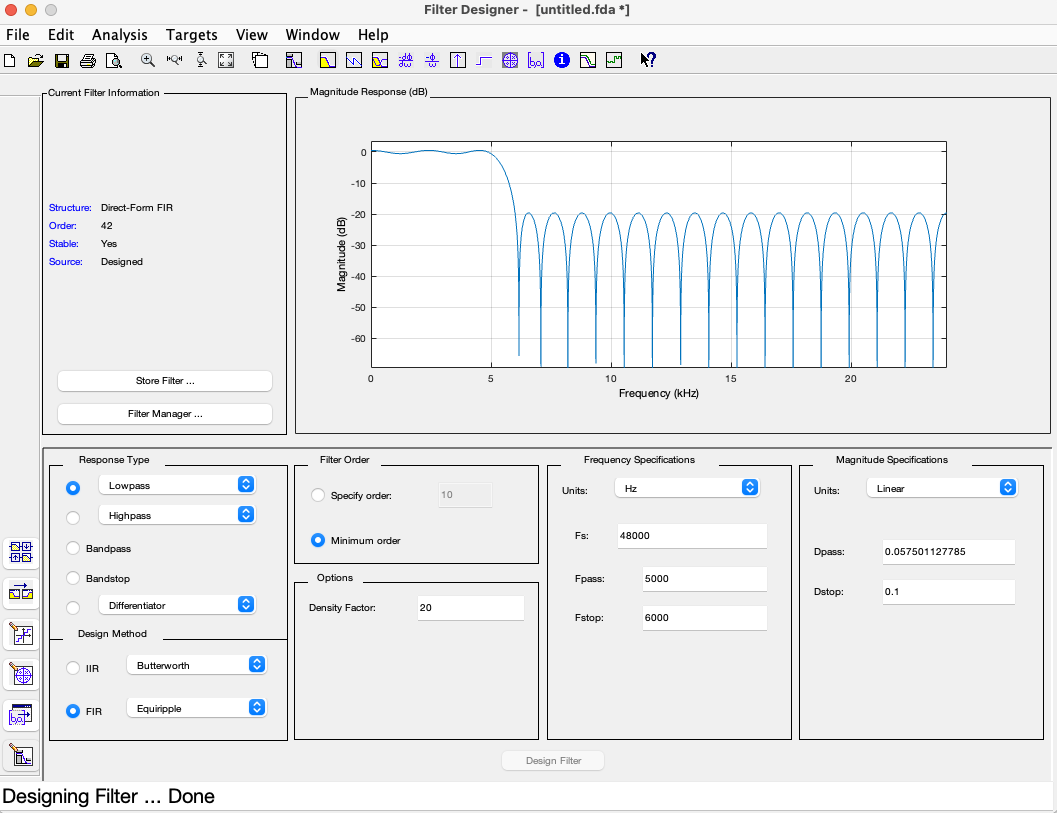 Filter Designer - [untitled.fda *]
File Edit Analysis Targets View Window Help
Current Filter Information
Structure: Direct-Form FIR
Order: 42
Stable: Yes
Source: Designed
Store Filter ...
Filter Manager ...
Magnitude Response (dB)
0
-10
-20
-30
-40
-50
-60
Magnitude (dB)
0 5 10 15 20
Frequency (kHz)
Response Type
Lowpass
Highpass
Bandpass
Bandstop
Differentiator
Design Method
IIR Butterworth
FIR Equiripple
Filter Order
Specify order: 10
Minimum order
Options
Density Factor: 20
Frequency Specifications
Units: Hz
Fs: 48000
Fpass: 5000
Fstop: 6000
Magnitude Specifications
Units: Linear
Dpass: 0.057501127785
Dstop: 0.1
Design Filter
Designing Filter ... Done